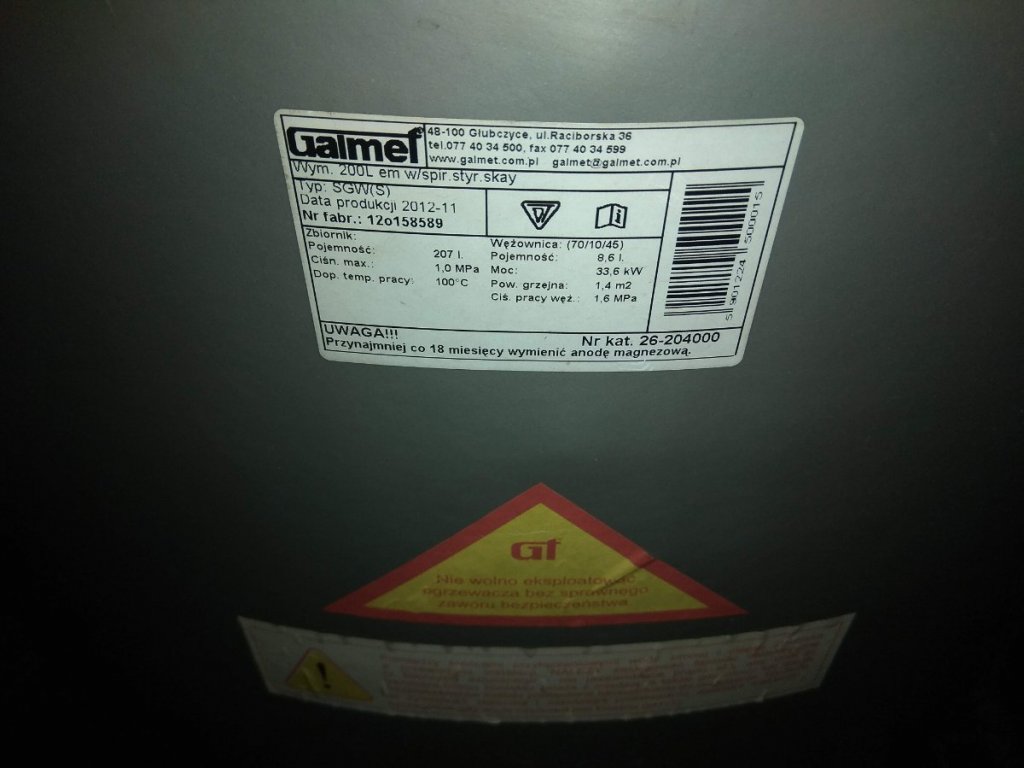 Galmet
48-100 Głubczyce, ul.Raciborska 36
tel.077 40 34 500, fax 077 40 34 599
www.galmet.com.pl galmet@galmet.com.pl
Wym. 200L em w/spir.styr.skay
Typ: SGW(S)
Data produkcji 2012-11
Nr fabr.: 12o158589
Zbiornik:
Pojemność: 207 l.
Ciśn. max.: 1,0 MPa
Dop. temp. pracy: 100°C
Wężownica: (70/10/45)
Pojemność: 8,6 l.
Moc: 33,6 kW
Pow. grzejna: 1,4 m2
Ciś. pracy węż.: 1,6 MPa
5 901224 500015
UWAGA!!!
Nr kat. 26-204000
Przynajmniej co 18 miesięcy wymienić anodę magnezową.
Gt
Nie wolno eksploatować
ogrzewacza bez sprawnego
zaworu bezpieczeństwa